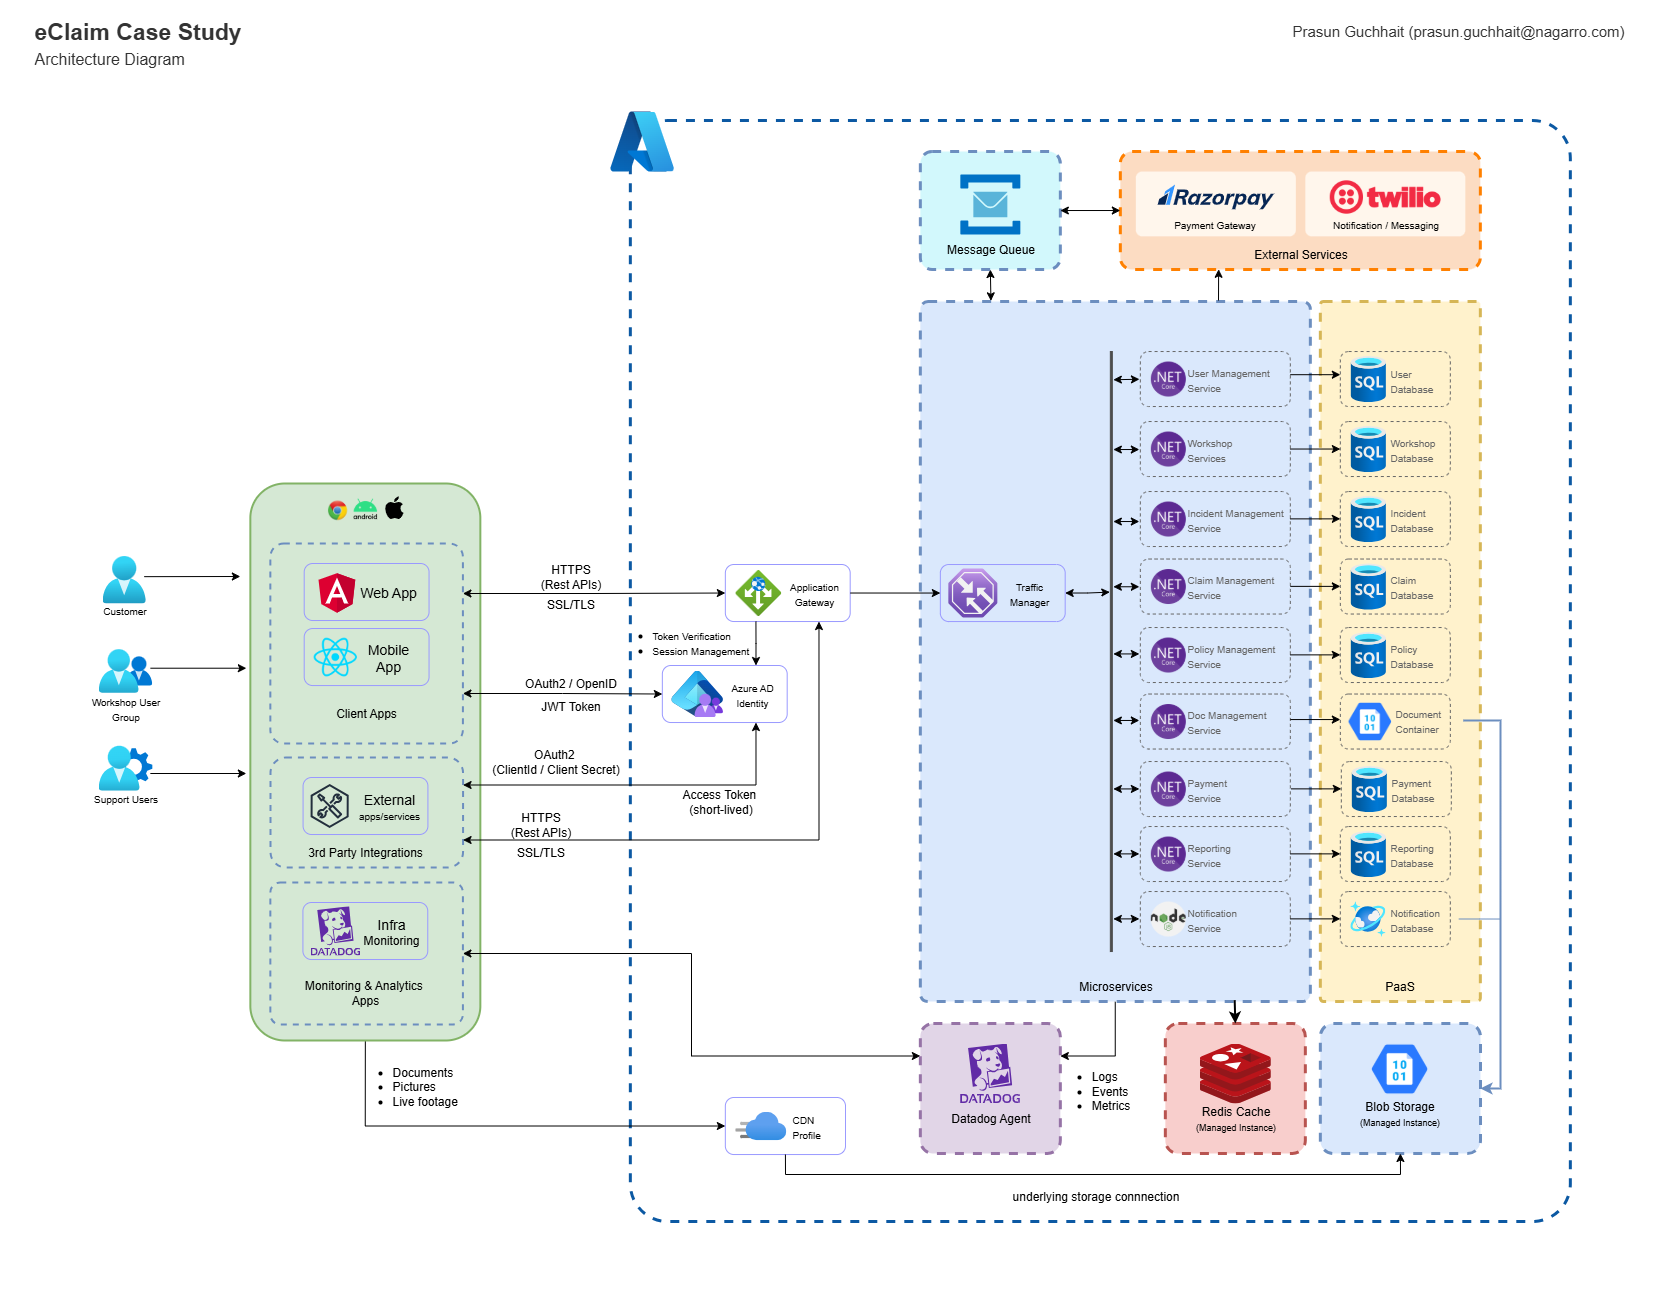 eClaim Case Study
Architecture Diagram
Prasun Guchhait (prasun.guchhait@nagarro.com)
Message Queue
Razorpay
Payment Gateway
twilio
Notification / Messaging
External Services
User Management
Service
Workshop
Services
Incident Management
Service
Claim Management
Service
Policy Management
Service
Doc Management
Service
Payment
Service
Reporting
Service
Notification
Service
.NET
Core
.NET
Core
.NET
Core
.NET
Core
.NET
Core
.NET
Core
.NET
Core
.NET
Core
node
JS
Microservices
SQL
User
Database
SQL
Workshop
Database
SQL
Incident
Database
SQL
Claim
Database
SQL
Policy
Database
10
01
Document
Container
SQL
Payment
Database
SQL
Reporting
Database
Notification
Database
PaaS
Customer
Workshop User
Group
Support Users
android
Web App
Mobile
App
Client Apps
External
apps/services
3rd Party Integrations
DATADOG
Infra
Monitoring
Monitoring & Analytics
Apps
HTTPS
(Rest APIs)
SSL/TLS
Application
Gateway
Traffic
Manager
• Token Verification
• Session Management
OAuth2 / OpenID
JWT Token
Azure AD
Identity
OAuth2
(ClientId / Client Secret)
Access Token
(short-lived)
HTTPS
(Rest APIs)
SSL/TLS
• Documents
• Pictures
• Live footage
CDN
Profile
DATADOG
Datadog Agent
• Logs
• Events
• Metrics
Redis Cache
(Managed Instance)
10
01
Blob Storage
(Managed Instance)
underlying storage connnection